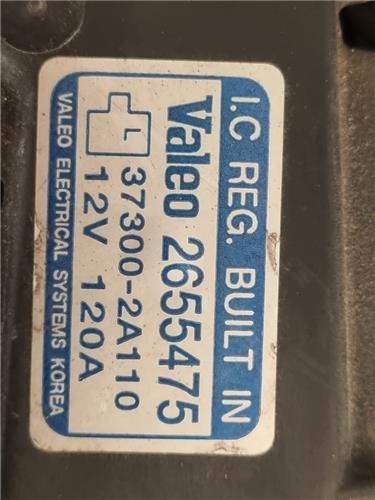 I.C REG. BUILT IN
Valeo 2655475
37300-2A110
12V 120A
VALEO ELECTRICAL SYSTEMS KOREA